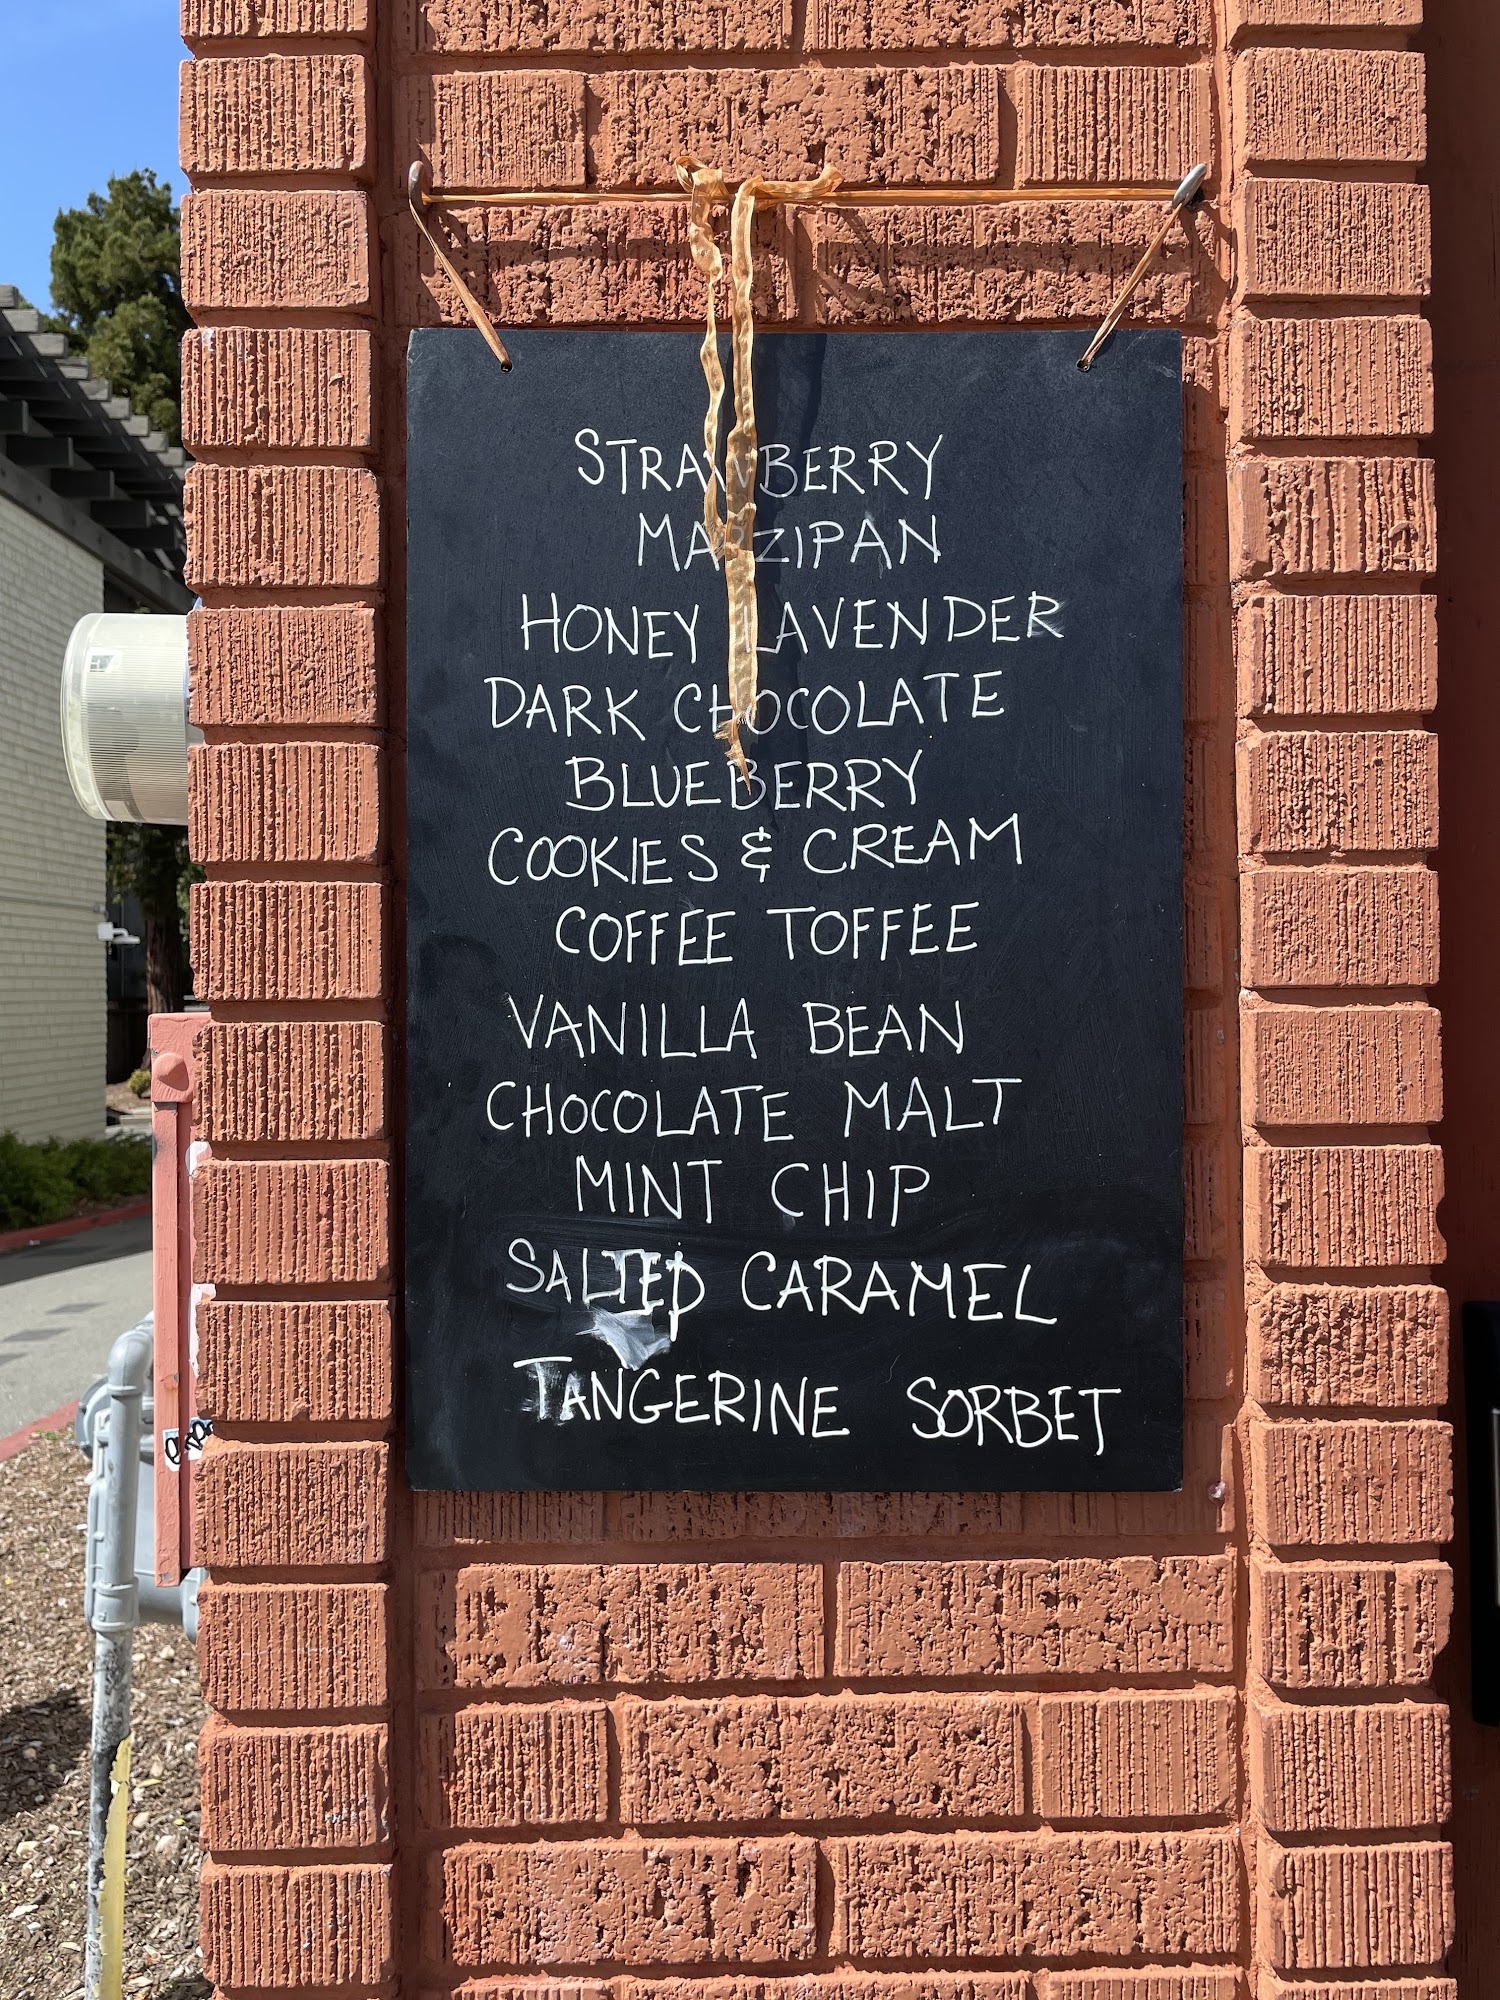 STRAWBERRY
MARZIPAN
HONEY LAVENDER
DARK CHOCOLATE
BLUEBERRY
COOKIES & CREAM
COFFEE TOFFEE
VANILLA BEAN
CHOCOLATE MALT
MINT CHIP
SALTED CARAMEL
TANGERINE SORBET